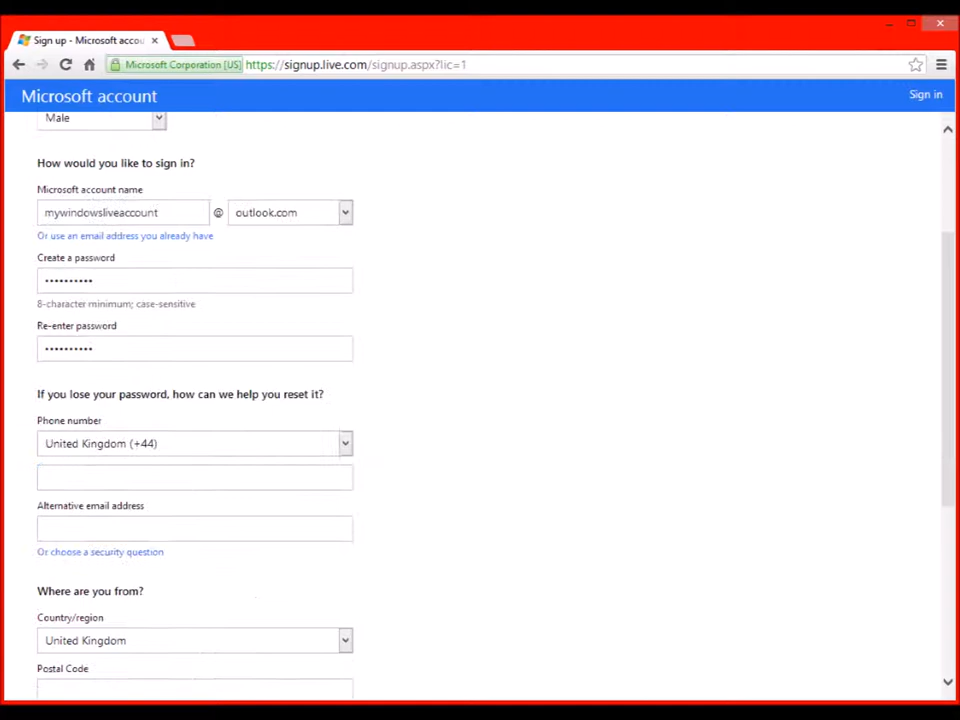 Sign up - Microsoft accou
Microsoft Corporation [US] https://signup.live.com/signup.aspx?lic=1
Microsoft account
Sign in
Male
How would you like to sign in?
Microsoft account name
mywindowsliveaccount @ outlook.com
Or use an email address you already have
Create a password
••••••••••
8-character minimum; case-sensitive
Re-enter password
••••••••••
If you lose your password, how can we help you reset it?
Phone number
United Kingdom (+44)
Alternative email address
Or choose a security question
Where are you from?
Country/region
United Kingdom
Postal Code